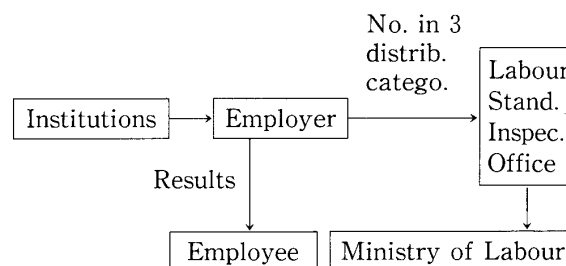 No. in 3
distrib.
catego.
Labour
Stand.
Inspec.
Office
Institutions
Employer
Results
Employee
Ministry of Labour